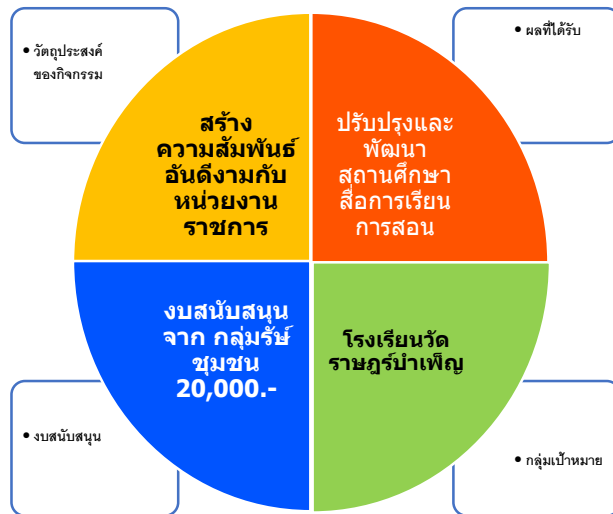 • วัตถุประสงค์
ของกิจกรรม
• ผลที่ได้รับ
สร้าง
ความสัมพันธ์
อันดีงามกับ
หน่วยงาน
ราชการ
ปรับปรุงและ
พัฒนา
สถานศึกษา
สื่อการเรียน
การสอน
งบสนับสนุน
จาก กลุ่มรัษ์
ชุมชน
20,000.-
โรงเรียนวัด
ราษฎร์บำเพ็ญ
• งบสนับสนุน
• กลุ่มเป้าหมาย